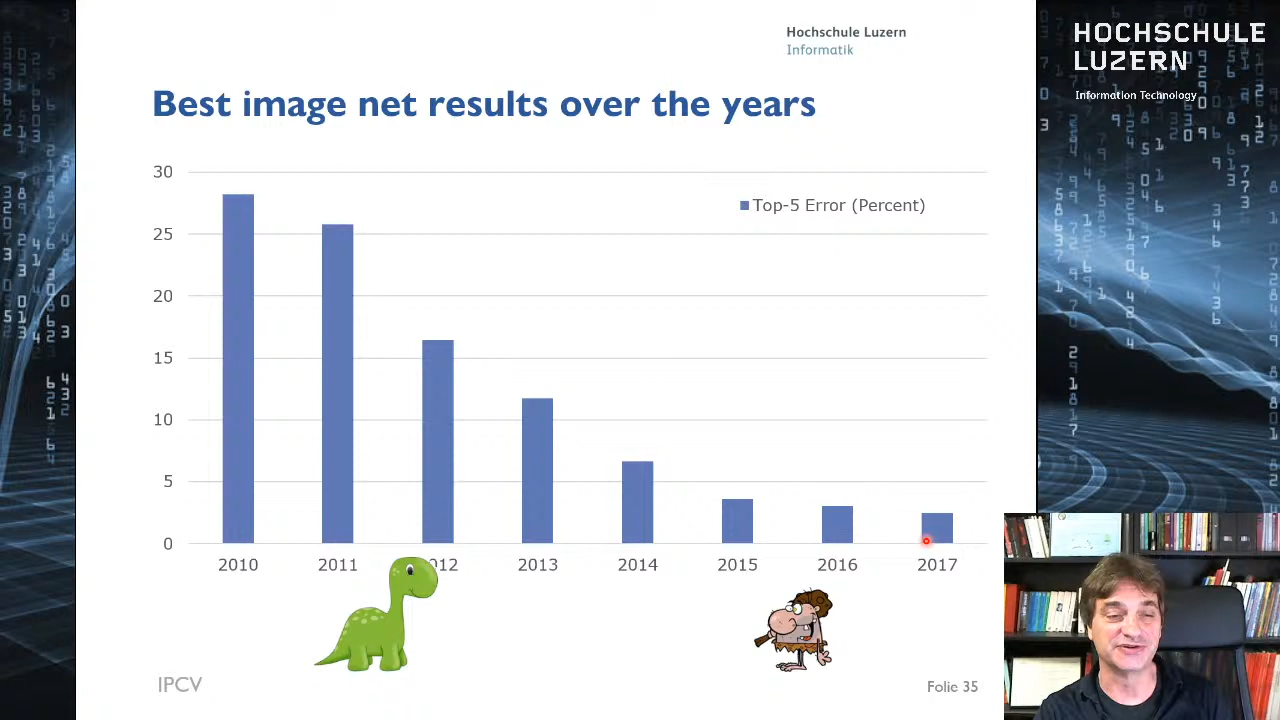 Hochschule Luzern
Informatik
HOCHSCHULE
LUZERN
Information Technology
Best image net results over the years
30
25
20
15
10
5
0
Top-5 Error (Percent)
2010 2011 12 2013 2014 2015 2016 2017
IPCV
Folie 35